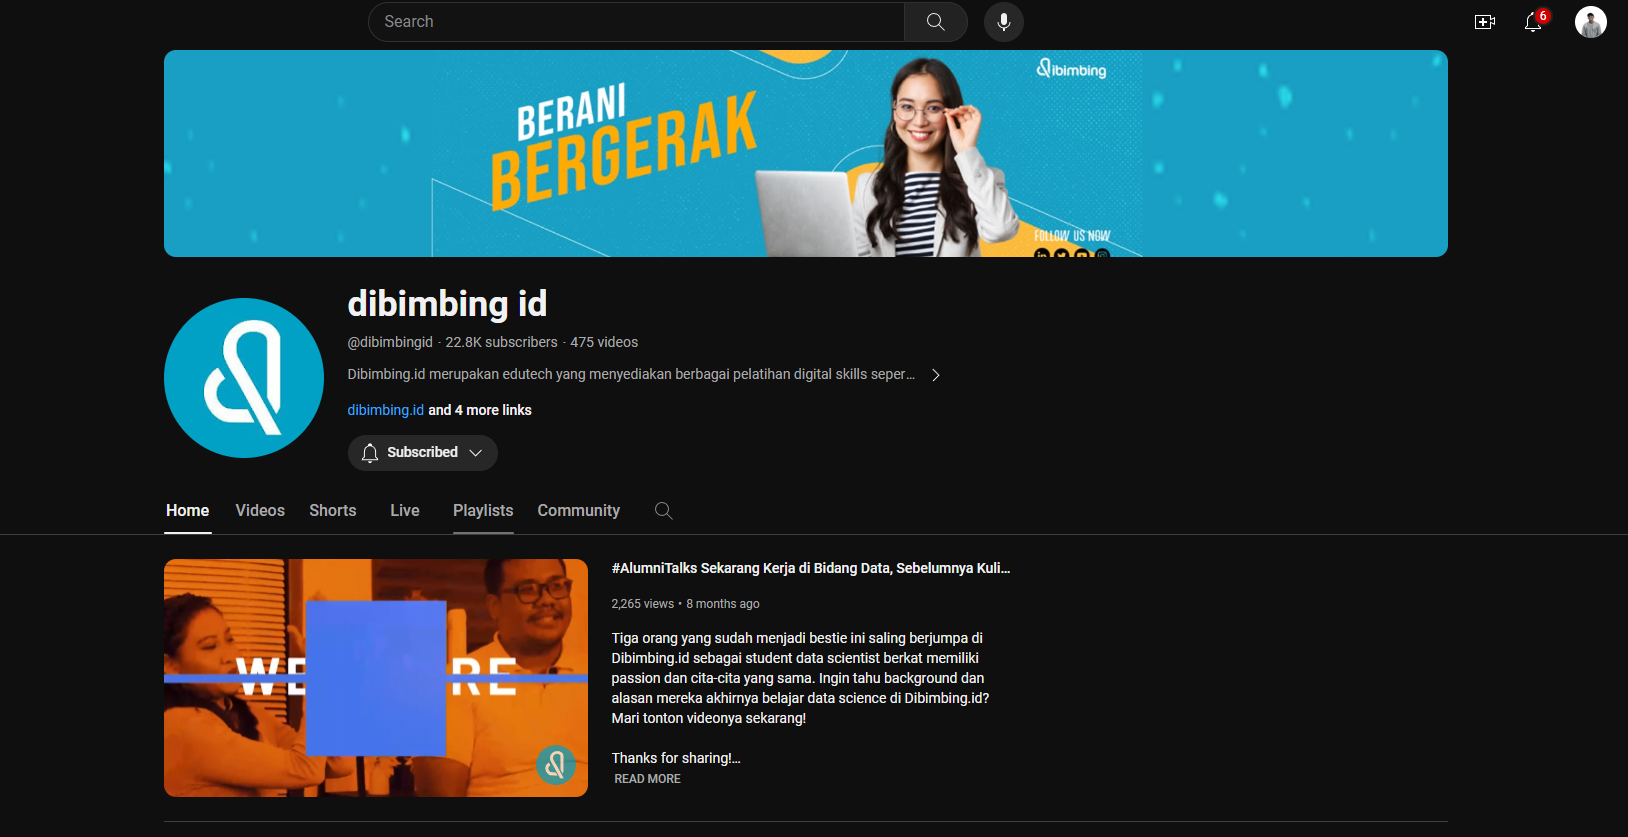 Search
6
BERANI
BERGERAK
ibimbing
FOLLOW US NOW
dibimbing id
@dibimbingid · 22.8K subscribers · 475 videos
Dibimbing.id merupakan edutech yang menyediakan berbagai pelatihan digital skills seper...
dibimbing.id and 4 more links
Subscribed
Home Videos Shorts Live Playlists Community
WE RE
#AlumniTalks Sekarang Kerja di Bidang Data, Sebelumnya Kuli...
2,265 views • 8 months ago
Tiga orang yang sudah menjadi bestie ini saling berjumpa di
Dibimbing.id sebagai student data scientist berkat memiliki
passion dan cita-cita yang sama. Ingin tahu background dan
alasan mereka akhirnya belajar data science di Dibimbing.id?
Mari tonton videonya sekarang!
Thanks for sharing!...
READ MORE